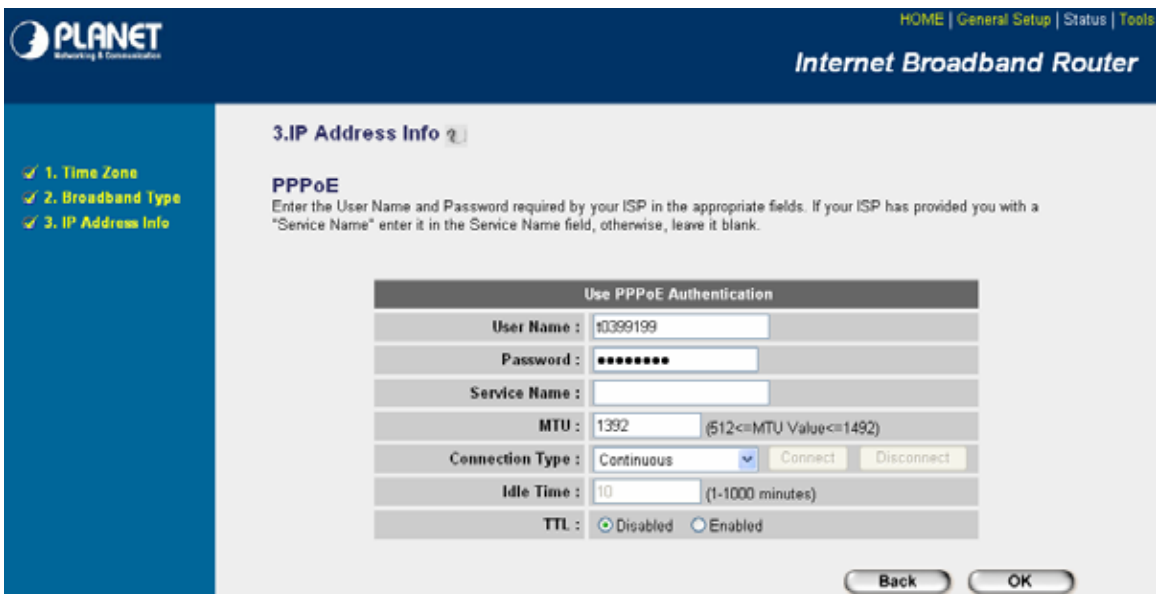 PLANET
Networking & Communication
HOME | General Setup | Status | Tools
Internet Broadband Router
1. Time Zone
2. Broadband Type
3. IP Address Info
3.IP Address Info
PPPoE
Enter the User Name and Password required by your ISP in the appropriate fields. If your ISP has provided you with a
"Service Name" enter it in the Service Name field, otherwise, leave it blank.
Use PPPoE Authentication
User Name : t0399199
Password : ●●●●●●●●
Service Name :
MTU : 1392 (512<=MTU Value<=1492)
Connection Type : Continuous Connect Disconnect
Idle Time : 10 (1-1000 minutes)
TTL : Disabled Enabled
Back OK